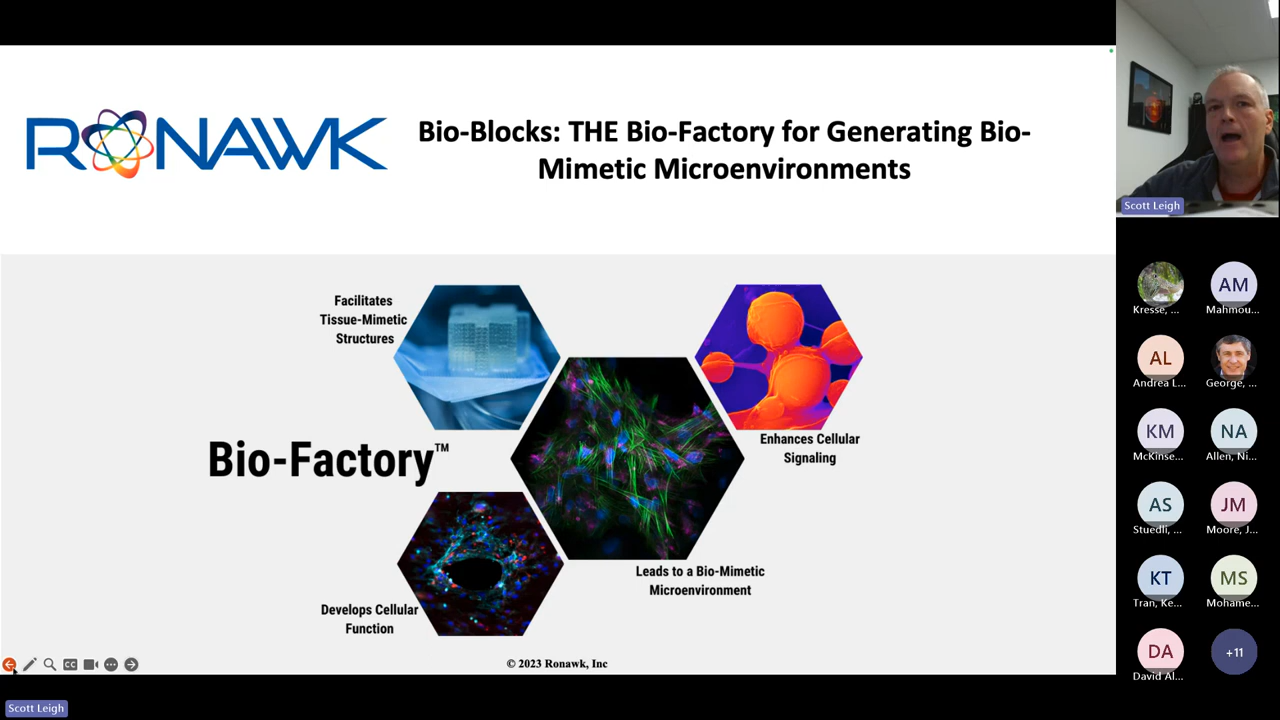 RONAWK
Bio-Blocks: THE Bio-Factory for Generating Bio-
Mimetic Microenvironments
Facilitates
Tissue-Mimetic
Structures
Enhances Cellular
Signaling
Bio-Factory™
Leads to a Bio-Mimetic
Microenvironment
Develops Cellular
Function
© 2023 Ronawk, Inc
CC
Scott Leigh
Scott Leigh
Kresse, ...
AM
Mahmou...
AL
Andrea L...
George, ...
KM
McKinse...
NA
Allen, Ni...
AS
Stuedli, ...
JM
Moore, J...
KT
Tran, Ke...
MS
Mohame...
DA
David Al...
+11